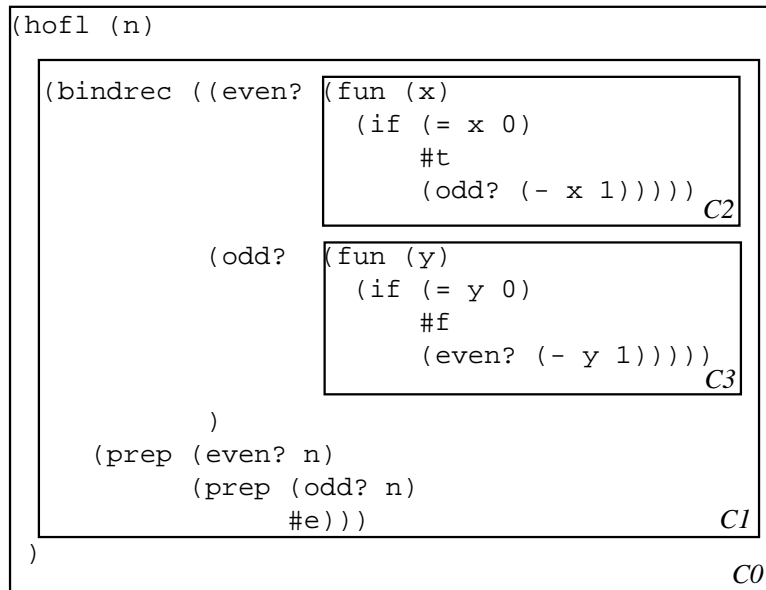 (hofl (n)
(bindrec ((even? (fun (x)
(if (= x 0)
#t
(odd? (- x 1)))))
C2
(odd? (fun (y)
(if (= y 0)
#f
(even? (- y 1)))))
C3
)
(prep (even? n)
(prep (odd? n)
#e)))
C1
)
C0